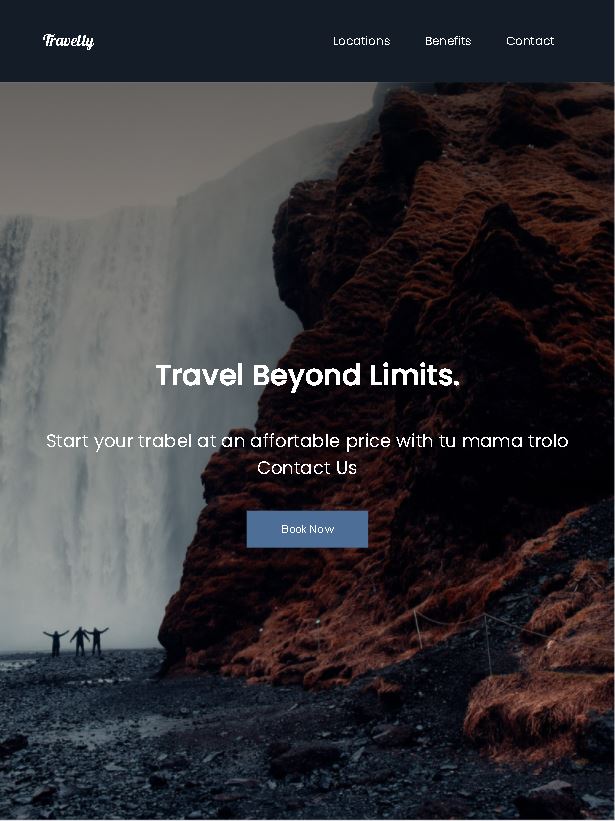 Travelly
Locations Benefits Contact
Travel Beyond Limits.
Start your trabel at an affortable price with tu mama trolo
Contact Us
Book Now